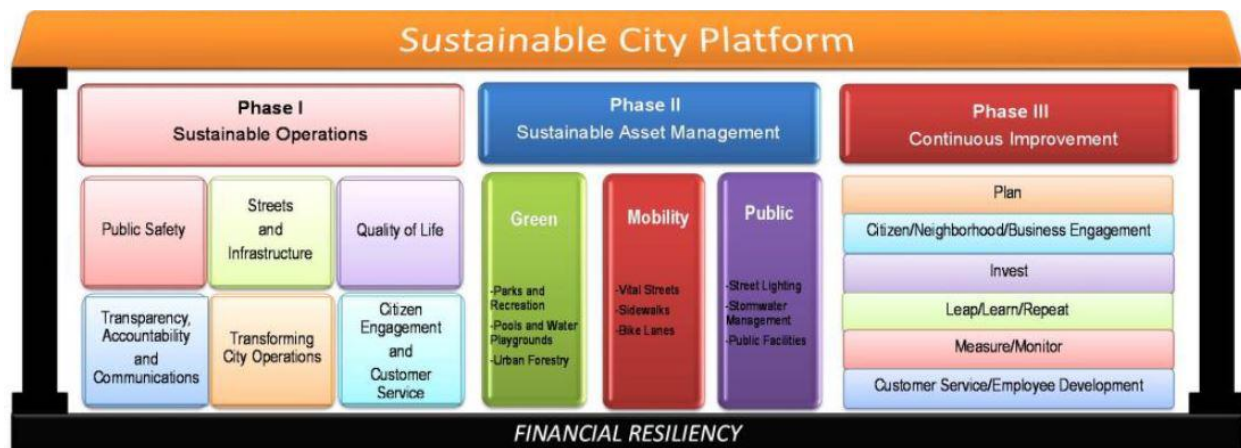 Sustainable City Platform
Phase I
Sustainable Operations
Public Safety
Streets
and
Infrastructure
Quality of Life
Transparency,
Accountability
and
Communications
Transforming
City Operations
Citizen
Engagement
and
Customer
Service
Phase II
Sustainable Asset Management
Green
-Parks and
Recreation
-Pools and Water
Playgrounds
-Urban Forestry
Mobility
-Vital Streets
-Sidewalks
-Bike Lanes
Public
-Street Lighting
-Stormwater
Management
-Public Facilities
Phase III
Continuous Improvement
Plan
Citizen/Neighborhood/Business Engagement
Invest
Leap/Learn/Repeat
Measure/Monitor
Customer Service/Employee Development
FINANCIAL RESILIENCY